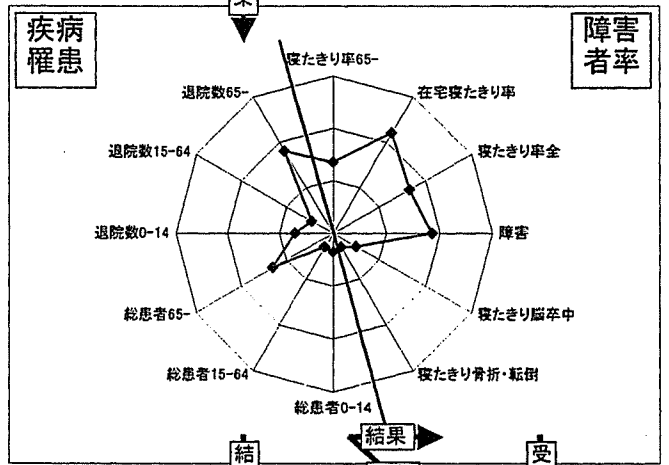 疾病
罹患
障害
者率
寝たきり率65-
在宅寝たきり率
寝たきり率全
障害
寝たきり脳卒中
寝たきり骨折・転倒
総患者0-14
総患者15-64
総患者65-
退院数0-14
退院数15-64
退院数65-
結果
結
受